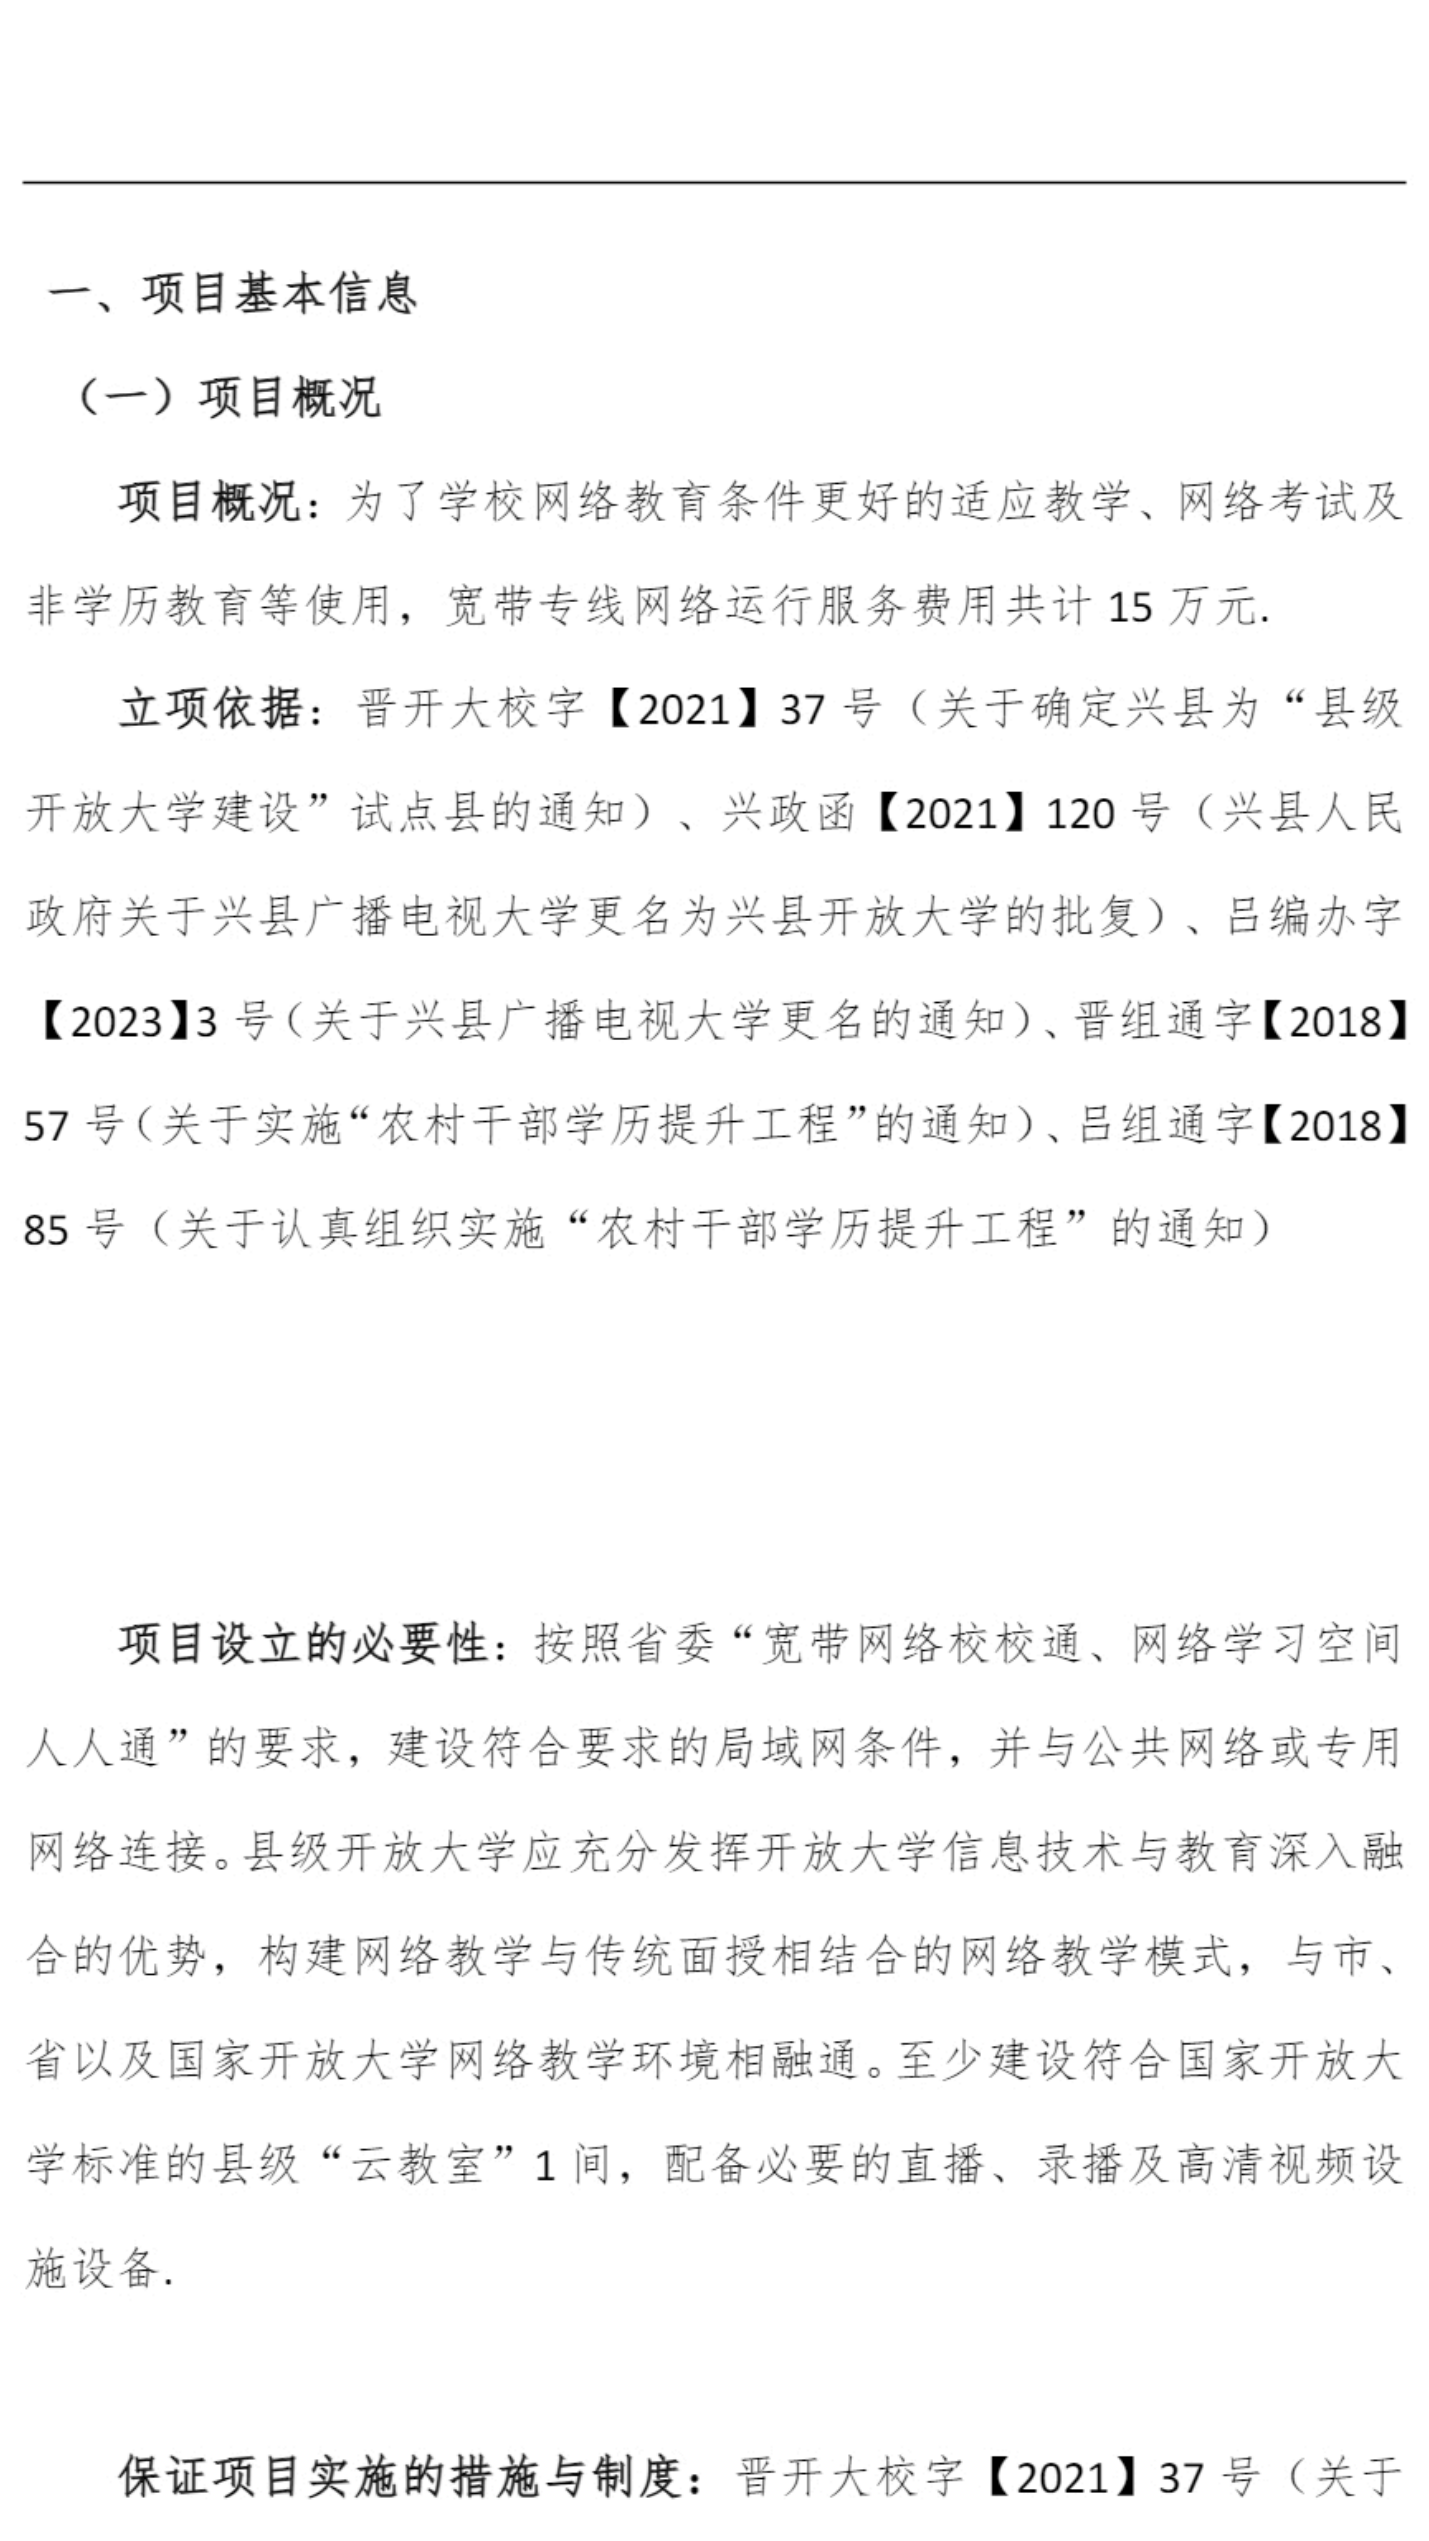 一、项目基本信息
（一）项目概况
项目概况：为了学校网络教育条件更好的适应教学、网络考试及
非学历教育等使用，宽带专线网络运行服务费用共计 15 万元.
立项依据：晋开大校字【2021】37 号（关于确定兴县为“县级
开放大学建设”试点县的通知）、兴政函【2021】120 号（兴县人民
政府关于兴县广播电视大学更名为兴县开放大学的批复）、吕编办字
【2023】3 号（关于兴县广播电视大学更名的通知）、晋组通字【2018】
57 号（关于实施“农村干部学历提升工程”的通知）、吕组通字【2018】
85 号（关于认真组织实施“农村干部学历提升工程”的通知）
项目设立的必要性：按照省委“宽带网络校校通、网络学习空间
人人通”的要求，建设符合要求的局域网条件，并与公共网络或专用
网络连接。县级开放大学应充分发挥开放大学信息技术与教育深入融
合的优势，构建网络教学与传统面授相结合的网络教学模式，与市、
省以及国家开放大学网络教学环境相融通。至少建设符合国家开放大
学标准的县级“云教室”1 间，配备必要的直播、录播及高清视频设
施设备.
保证项目实施的措施与制度：晋开大校字【2021】37 号（关于